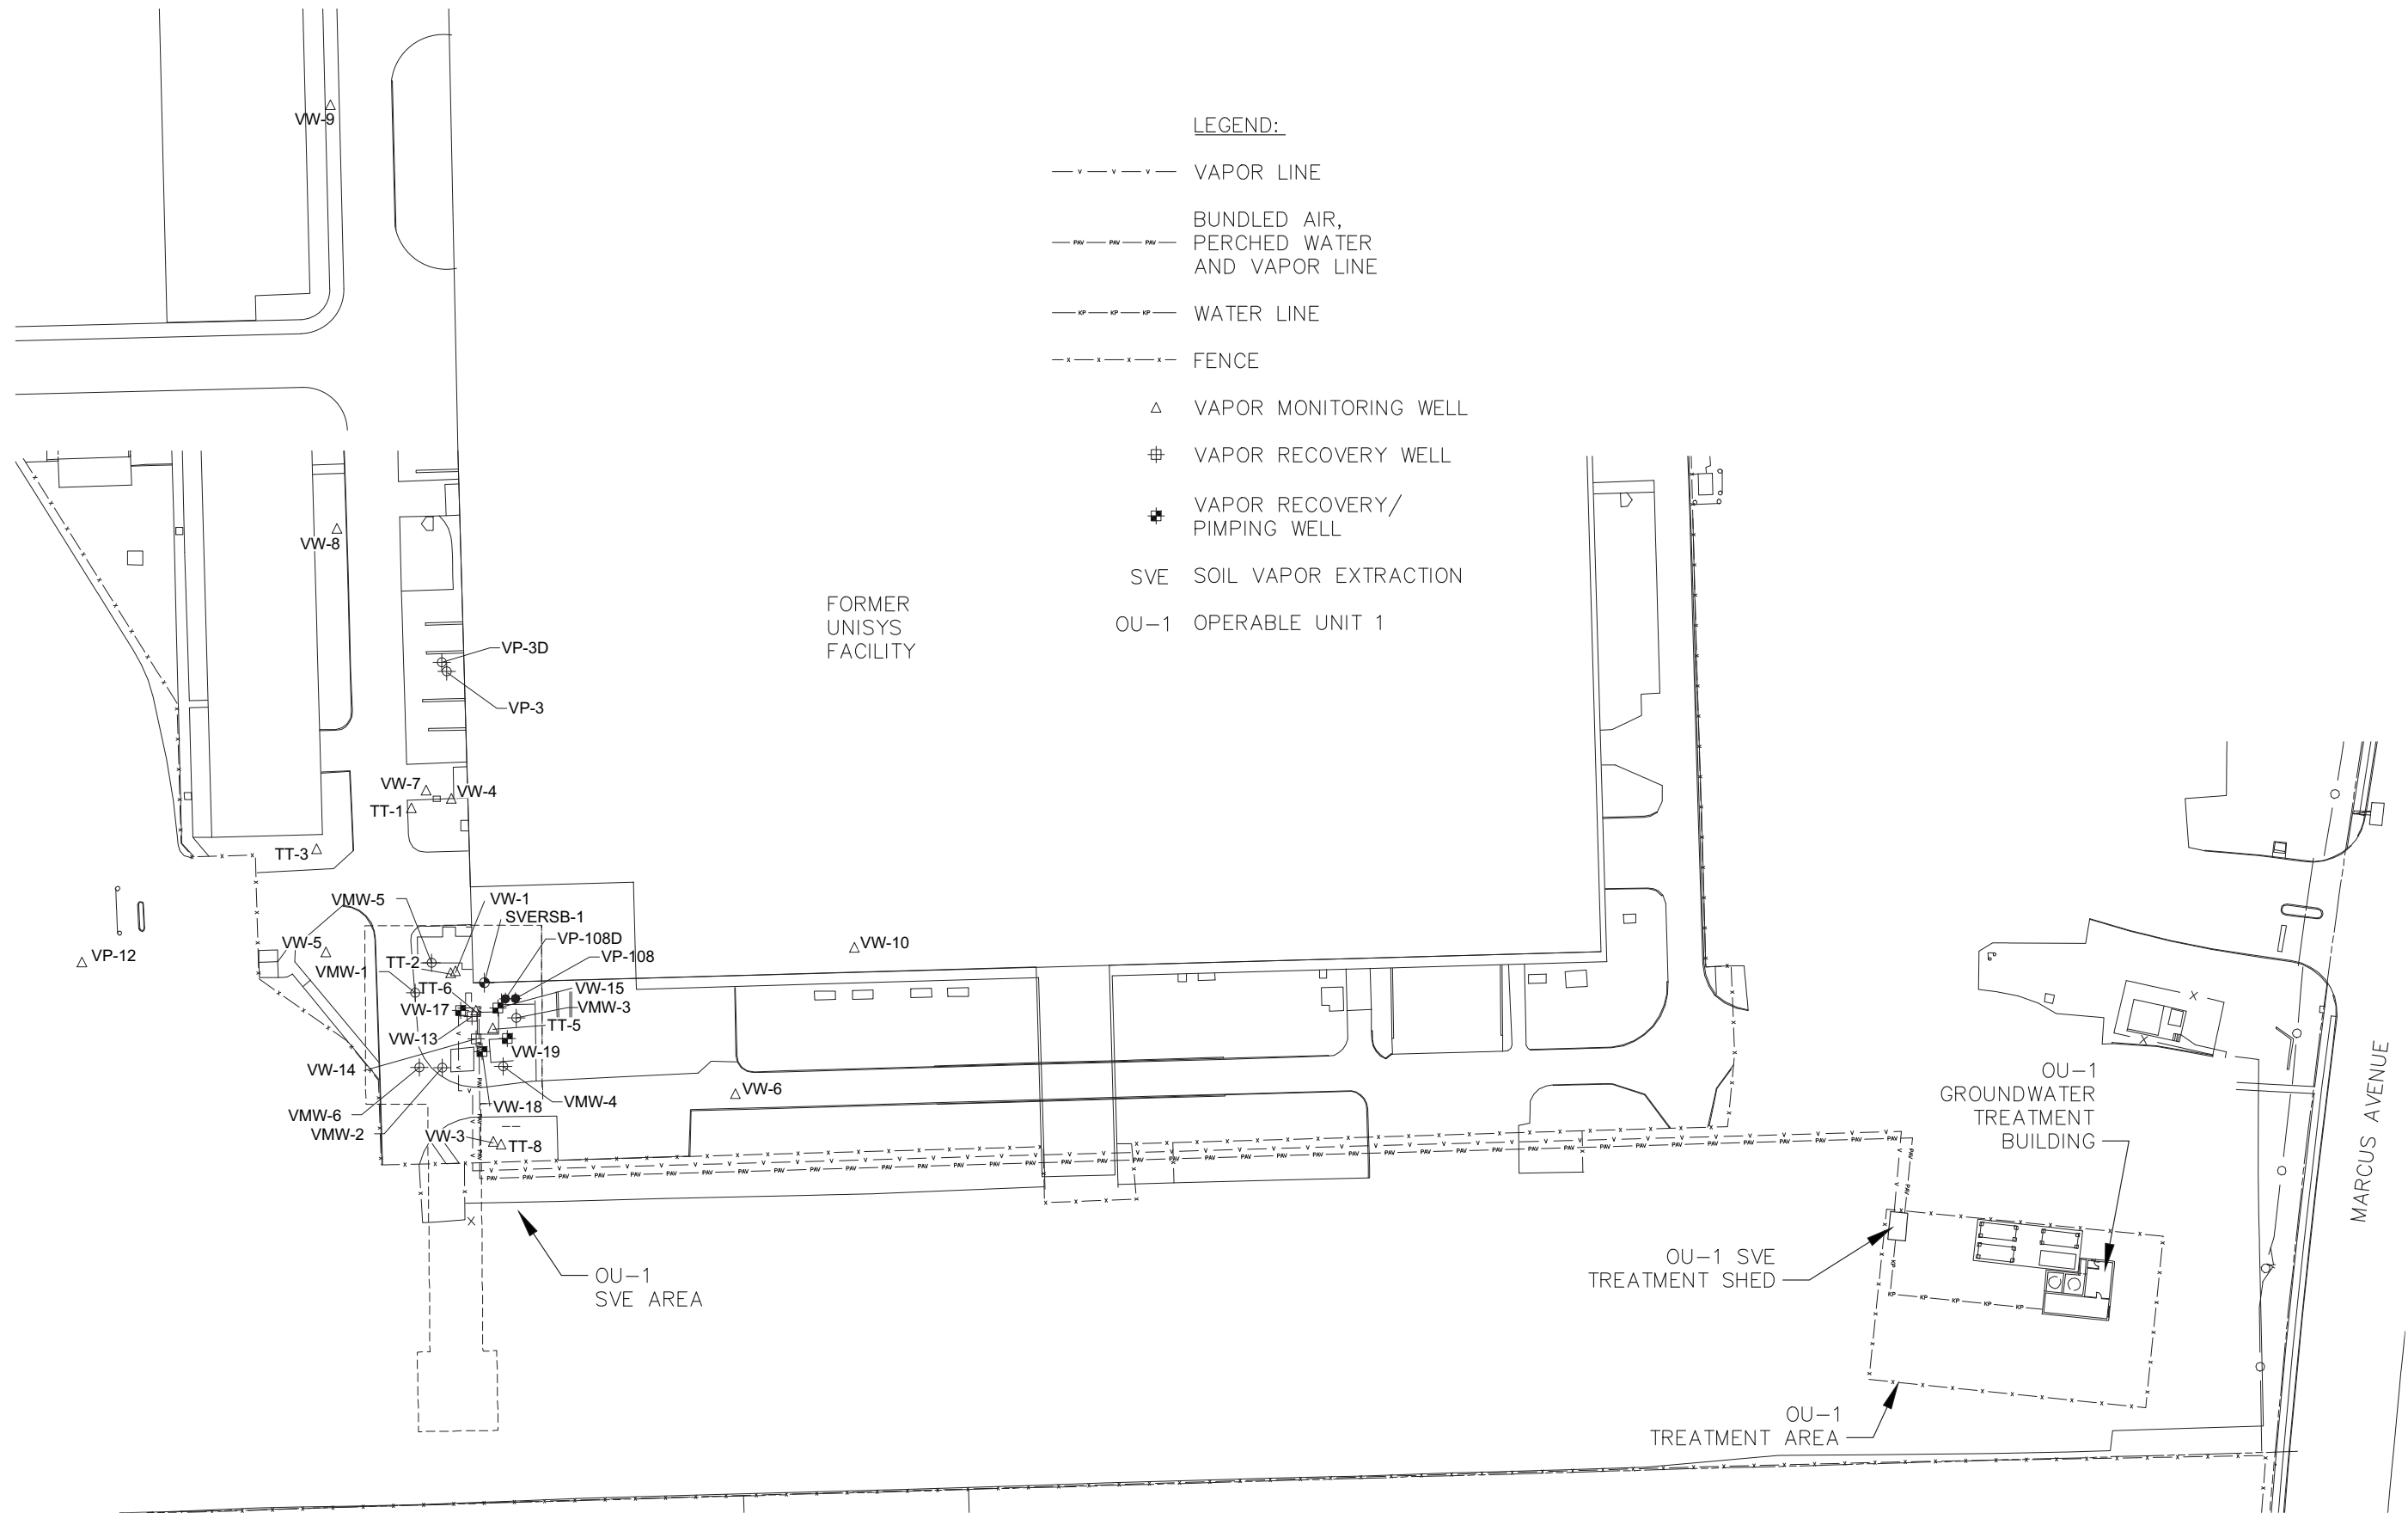 VW-9
LEGEND:
— V — V — V — VAPOR LINE
BUNDLED AIR,
— PAV — PAV — PAV — PERCHED WATER
AND VAPOR LINE
— KP — KP — KP — WATER LINE
— X — X — X — X — FENCE
VAPOR MONITORING WELL
VAPOR RECOVERY WELL
VAPOR RECOVERY/
PIMPING WELL
SVE SOIL VAPOR EXTRACTION
OU-1 OPERABLE UNIT 1
VW-8
FORMER
UNISYS
FACILITY
VP-3D
VP-3
VW-7
VW-4
TT-1
TT-3
VMW-5
VW-1
SVERSB-1
VP-108D
VP-108
VW-5
VP-12
TT-2
VMW-1
TT-6
VW-15
VW-17
VMW-3
TT-5
VW-13
VW-19
VW-14
VW-10
VW-6
VMW-6
VW-18
VMW-4
VMW-2
VW-3
TT-8
OU-1
SVE AREA
OU-1
GROUNDWATER
TREATMENT
BUILDING
MARCUS AVENUE
OU-1 SVE
TREATMENT SHED
OU-1
TREATMENT AREA